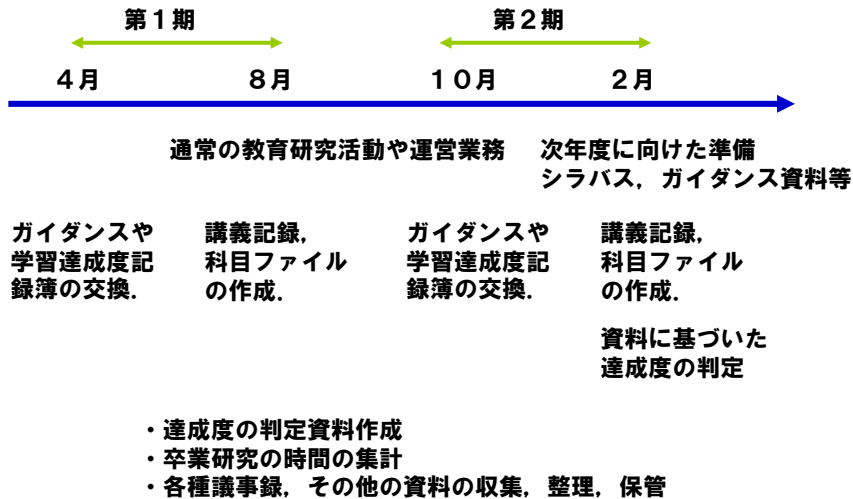 第１期
第２期
４月
８月
１０月
２月
通常の教育研究活動や運営業務
次年度に向けた準備
シラバス，ガイダンス資料等
ガイダンスや
学習達成度記
録簿の交換．
講義記録，
科目ファイル
の作成．
ガイダンスや
学習達成度記
録簿の交換．
講義記録，
科目ファイル
の作成．
資料に基づいた
達成度の判定
・達成度の判定資料作成
・卒業研究の時間の集計
・各種議事録，その他の資料の収集，整理，保管